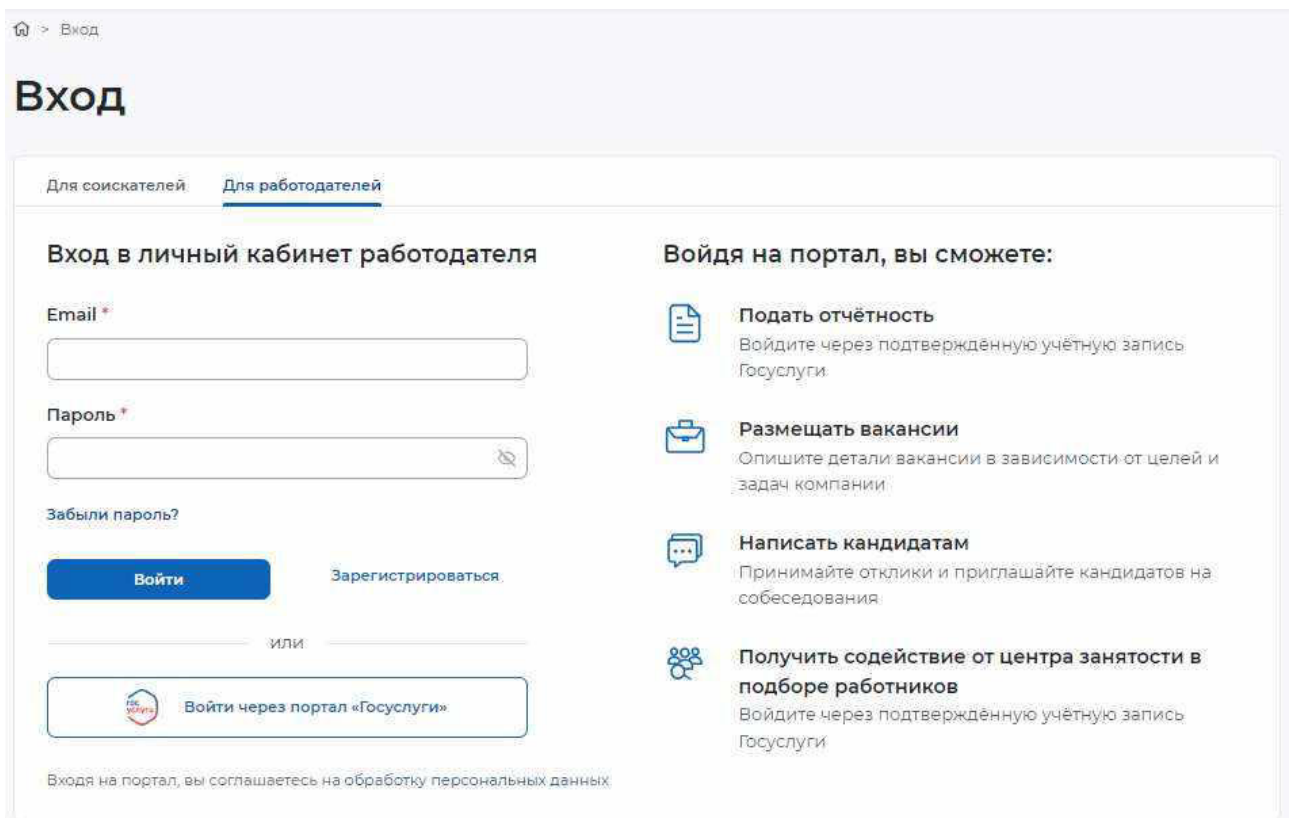 > Вход
Вход
Для соискателей Для работодателей
Вход в личный кабинет работодателя
Email *
Пароль *
Забыли пароль?
Войти Зарегистрироваться
или
гос услуги Войти через портал «Госуслуги»
Входя на портал, вы соглашаетесь на обработку персональных данных
Войдя на портал, вы сможете:
Подать отчётность
Войдите через подтверждённую учётную запись
Госуслуги
Размещать вакансии
Опишите детали вакансии в зависимости от целей и
задач компании
Написать кандидатам
Принимайте отклики и приглашайте кандидатов на
собеседования
Получить содействие от центра занятости в
подборе работников
Войдите через подтверждённую учётную запись
Госуслуги